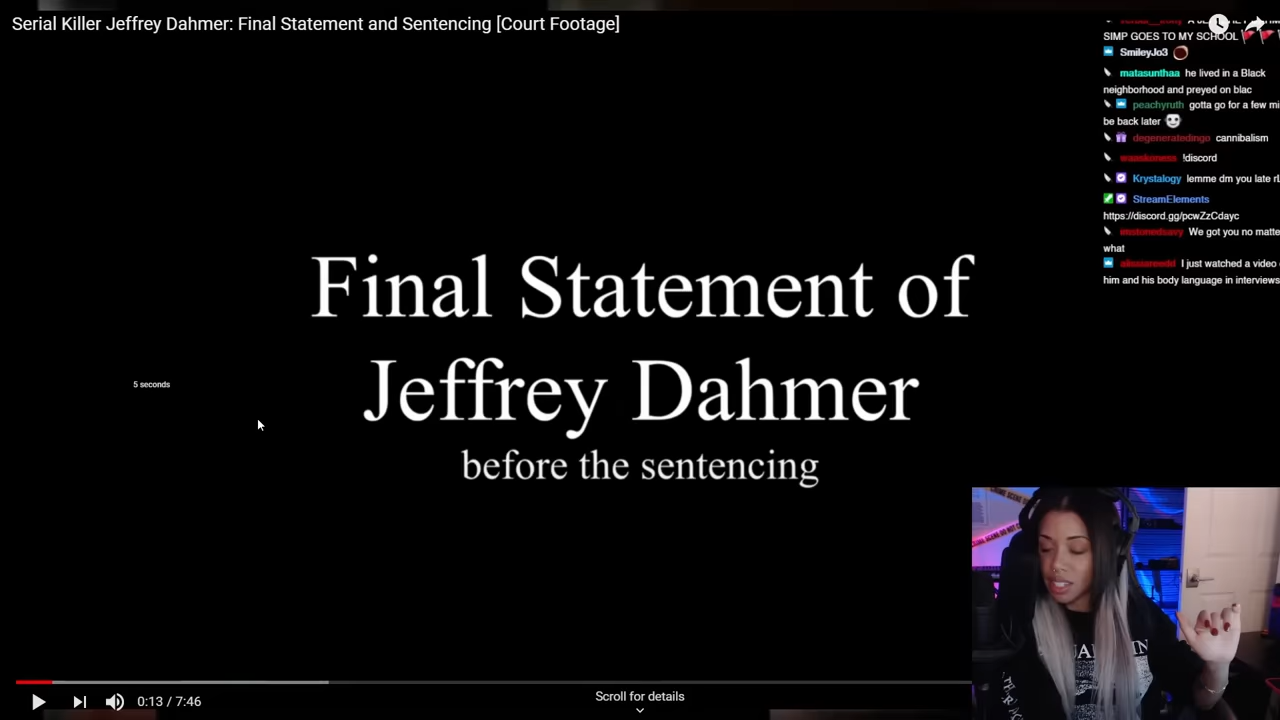 Serial Killer Jeffrey Dahmer: Final Statement and Sentencing [Court Footage]
SIMP GOES TO MY SCHOOL
SmileyJo3
matasunthaa he lived in a Black
neighborhood and preyed on blac
peachyruth gotta go for a few mi
be back later
degeneratedingo cannibalism
!discord
Krystalogy lemme dm you late rL
StreamElements
https://discord.gg/pcwZzCdayc
We got you no matte
what
I just watched a video
him and his body language in interviews
Final Statement of
Jeffrey Dahmer
before the sentencing
5 seconds
0:13 / 7:46
Scroll for details